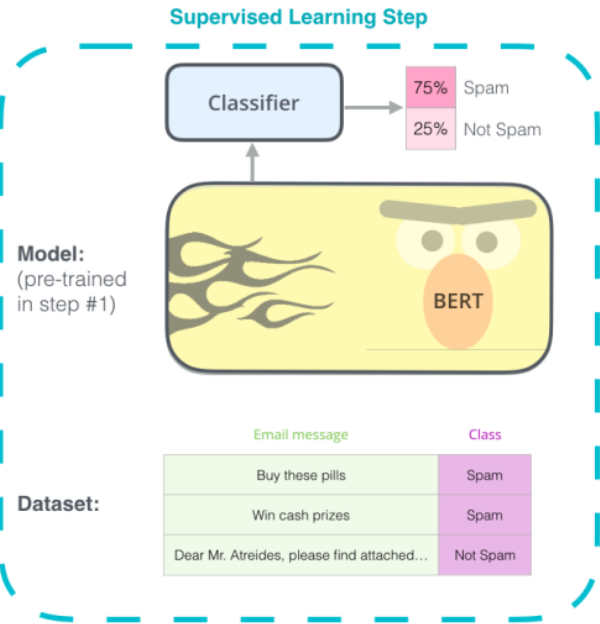 Supervised Learning Step
Classifier
75% Spam
25% Not Spam
Model:
(pre-trained
in step #1)
BERT
Email message Class
Buy these pills Spam
Dataset:
Win cash prizes Spam
Dear Mr. Atreides, please find attached... Not Spam